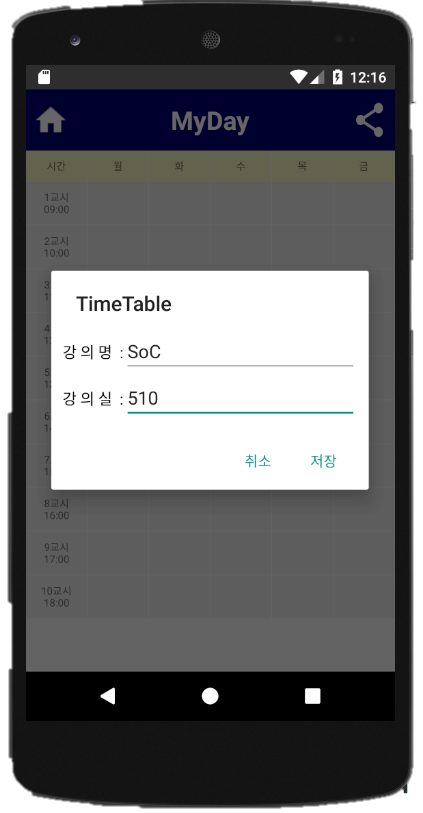 12:16
MyDay
시간 월 화 수 목 금
1교시
09:00
2교시
10:00
TimeTable
강 의 명 : SoC
강 의 실 : 510
취소 저장
8교시
16:00
9교시
17:00
10교시
18:00